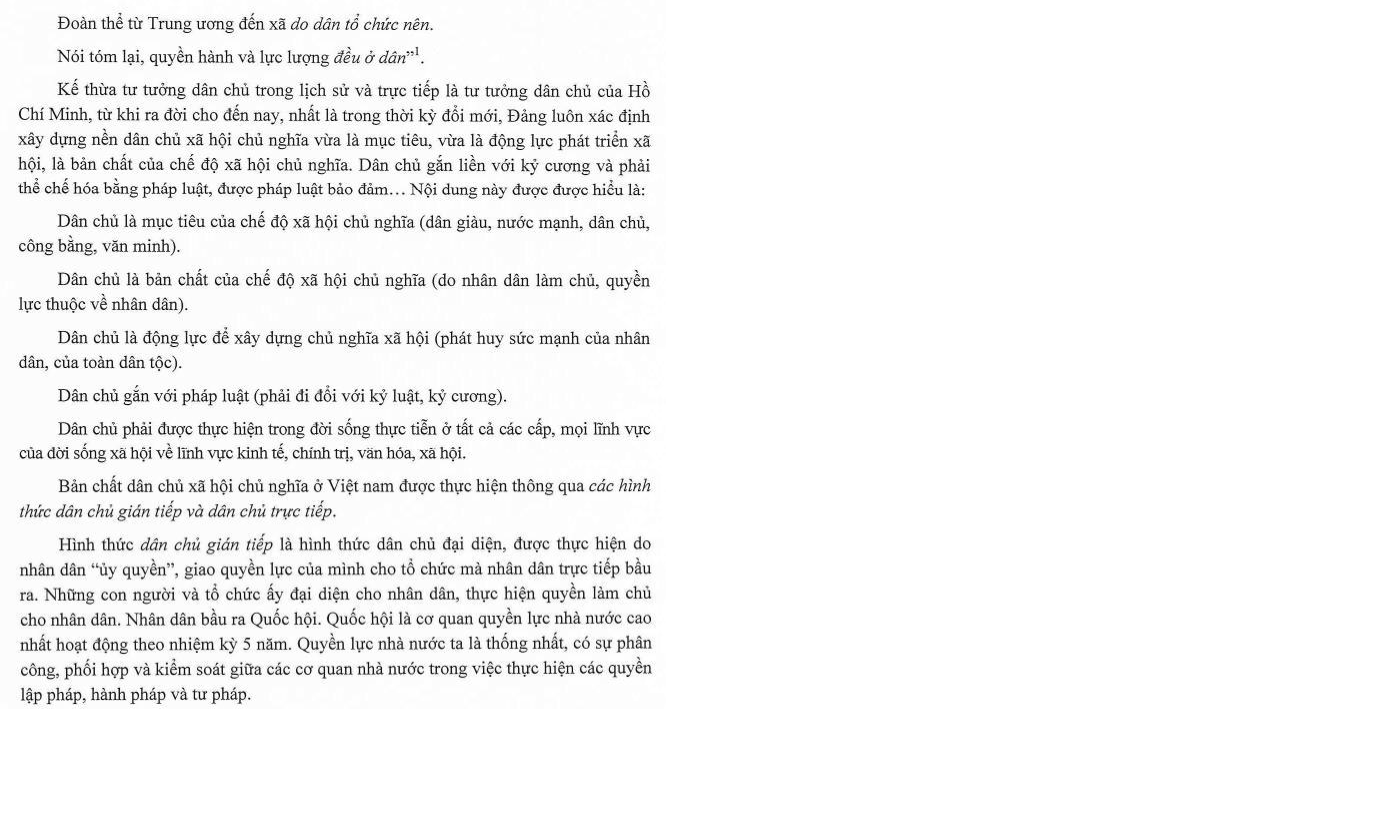 Đoàn thể từ Trung ương đến xã do dân tổ chức nên.
Nói tóm lại, quyền hành và lực lượng đều ở dân”¹.
Kế thừa tư tưởng dân chủ trong lịch sử và trực tiếp là tư tưởng dân chủ của Hồ
Chí Minh, từ khi ra đời cho đến nay, nhất là trong thời kỳ đổi mới, Đảng luôn xác định
xây dựng nền dân chủ xã hội chủ nghĩa vừa là mục tiêu, vừa là động lực phát triển xã
hội, là bản chất của chế độ xã hội chủ nghĩa. Dân chủ gắn liền với kỷ cương và phải
thể chế hóa bằng pháp luật, được pháp luật bảo đảm… Nội dung này được được hiểu là:
Dân chủ là mục tiêu của chế độ xã hội chủ nghĩa (dân giàu, nước mạnh, dân chủ,
công bằng, văn minh).
Dân chủ là bản chất của chế độ xã hội chủ nghĩa (do nhân dân làm chủ, quyền
lực thuộc về nhân dân).
Dân chủ là động lực để xây dựng chủ nghĩa xã hội (phát huy sức mạnh của nhân
dân, của toàn dân tộc).
Dân chủ gắn với pháp luật (phải đi đổi với kỷ luật, kỷ cương).
Dân chủ phải được thực hiện trong đời sống thực tiễn ở tất cả các cấp, mọi lĩnh vực
của đời sống xã hội về lĩnh vực kinh tế, chính trị, văn hóa, xã hội.
Bản chất dân chủ xã hội chủ nghĩa ở Việt nam được thực hiện thông qua các hình
thức dân chủ gián tiếp và dân chủ trực tiếp.
Hình thức dân chủ gián tiếp là hình thức dân chủ đại diện, được thực hiện do
nhân dân “ủy quyền”, giao quyền lực của mình cho tổ chức mà nhân dân trực tiếp bầu
ra. Những con người và tổ chức ấy đại diện cho nhân dân, thực hiện quyền làm chủ
cho nhân dân. Nhân dân bầu ra Quốc hội. Quốc hội là cơ quan quyền lực nhà nước cao
nhất hoạt động theo nhiệm kỳ 5 năm. Quyền lực nhà nước ta là thống nhất, có sự phân
công, phối hợp và kiểm soát giữa các cơ quan nhà nước trong việc thực hiện các quyền
lập pháp, hành pháp và tư pháp.